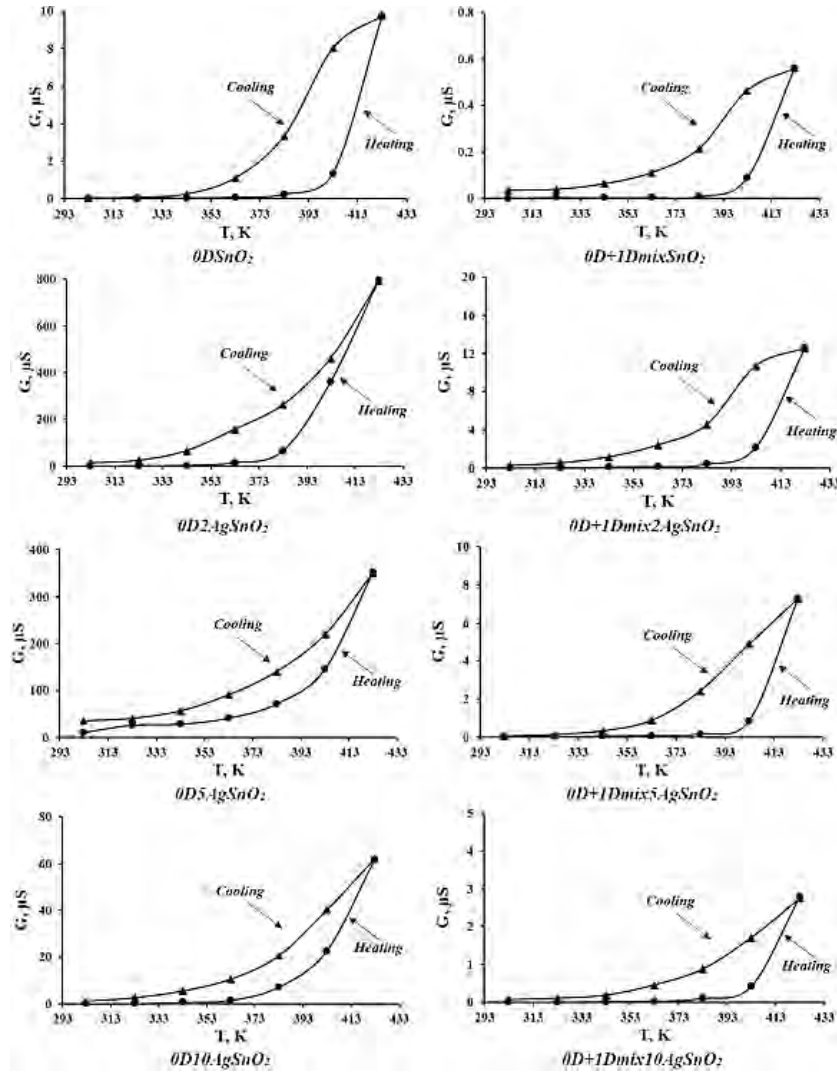 10
8
6
4
2
0
G, µS
Cooling
Heating
293 313 333 353 373 393 413 433
T, K
0DSnO₂
0.8
0.6
0.4
0.2
0
G, µS
Cooling
Heating
293 313 333 353 373 393 413 433
T, K
0D+1DmixSnO₂
800
600
400
200
0
G, µS
Cooling
Heating
293 313 333 353 373 393 413 433
T, K
0D2AgSnO₂
20
16
12
8
4
0
G, µS
Cooling
Heating
293 313 333 353 373 393 413 433
T, K
0D+1Dmix2AgSnO₂
400
300
200
100
0
G, µS
Cooling
Heating
293 313 333 353 373 393 413 433
T, K
0D5AgSnO₂
10
8
6
4
2
0
G, µS
Cooling
Heating
293 313 333 353 373 393 413 433
T, K
0D+1Dmix5AgSnO₂
80
60
40
20
0
G, µS
Cooling
Heating
293 313 333 353 373 393 413 433
T, K
0D10AgSnO₂
5
4
3
2
1
0
G, µS
Cooling
Heating
293 313 333 353 373 393 413 433
T, K
0D+1Dmix10AgSnO₂